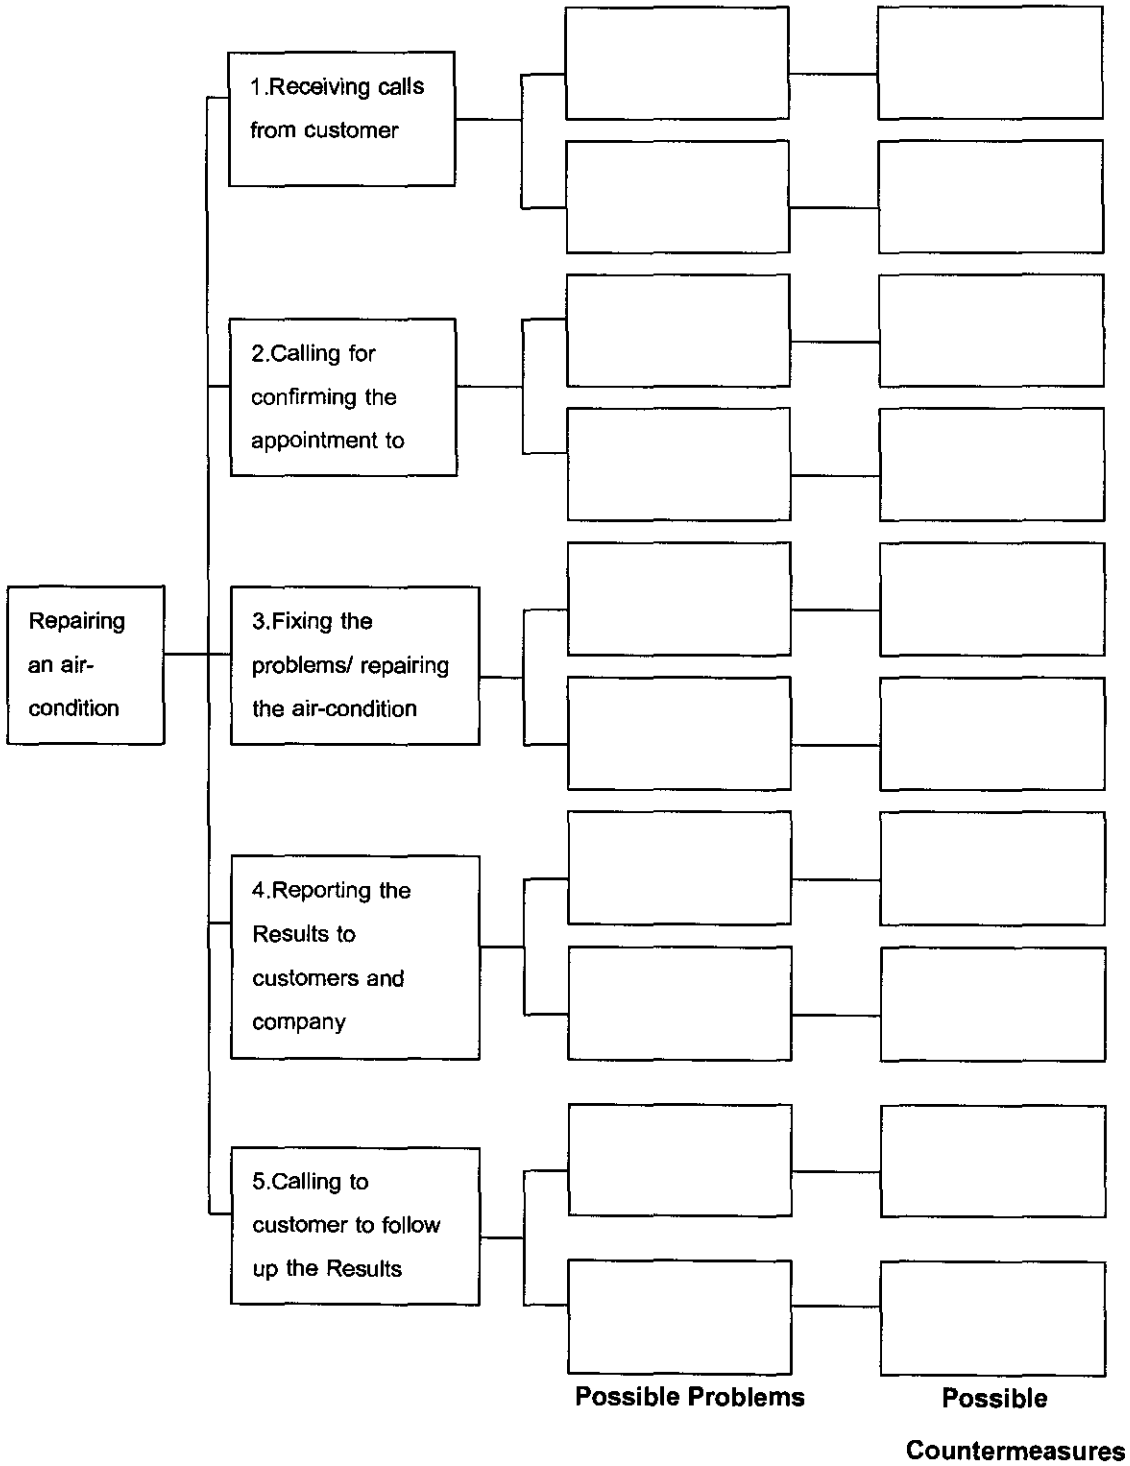 1.Receiving calls
from customer
2.Calling for
confirming the
appointment to
Repairing
an air-
condition
3.Fixing the
problems/ repairing
the air-condition
4.Reporting the
Results to
customers and
company
5.Calling to
customer to follow
up the Results
Possible Problems
Possible
Countermeasures